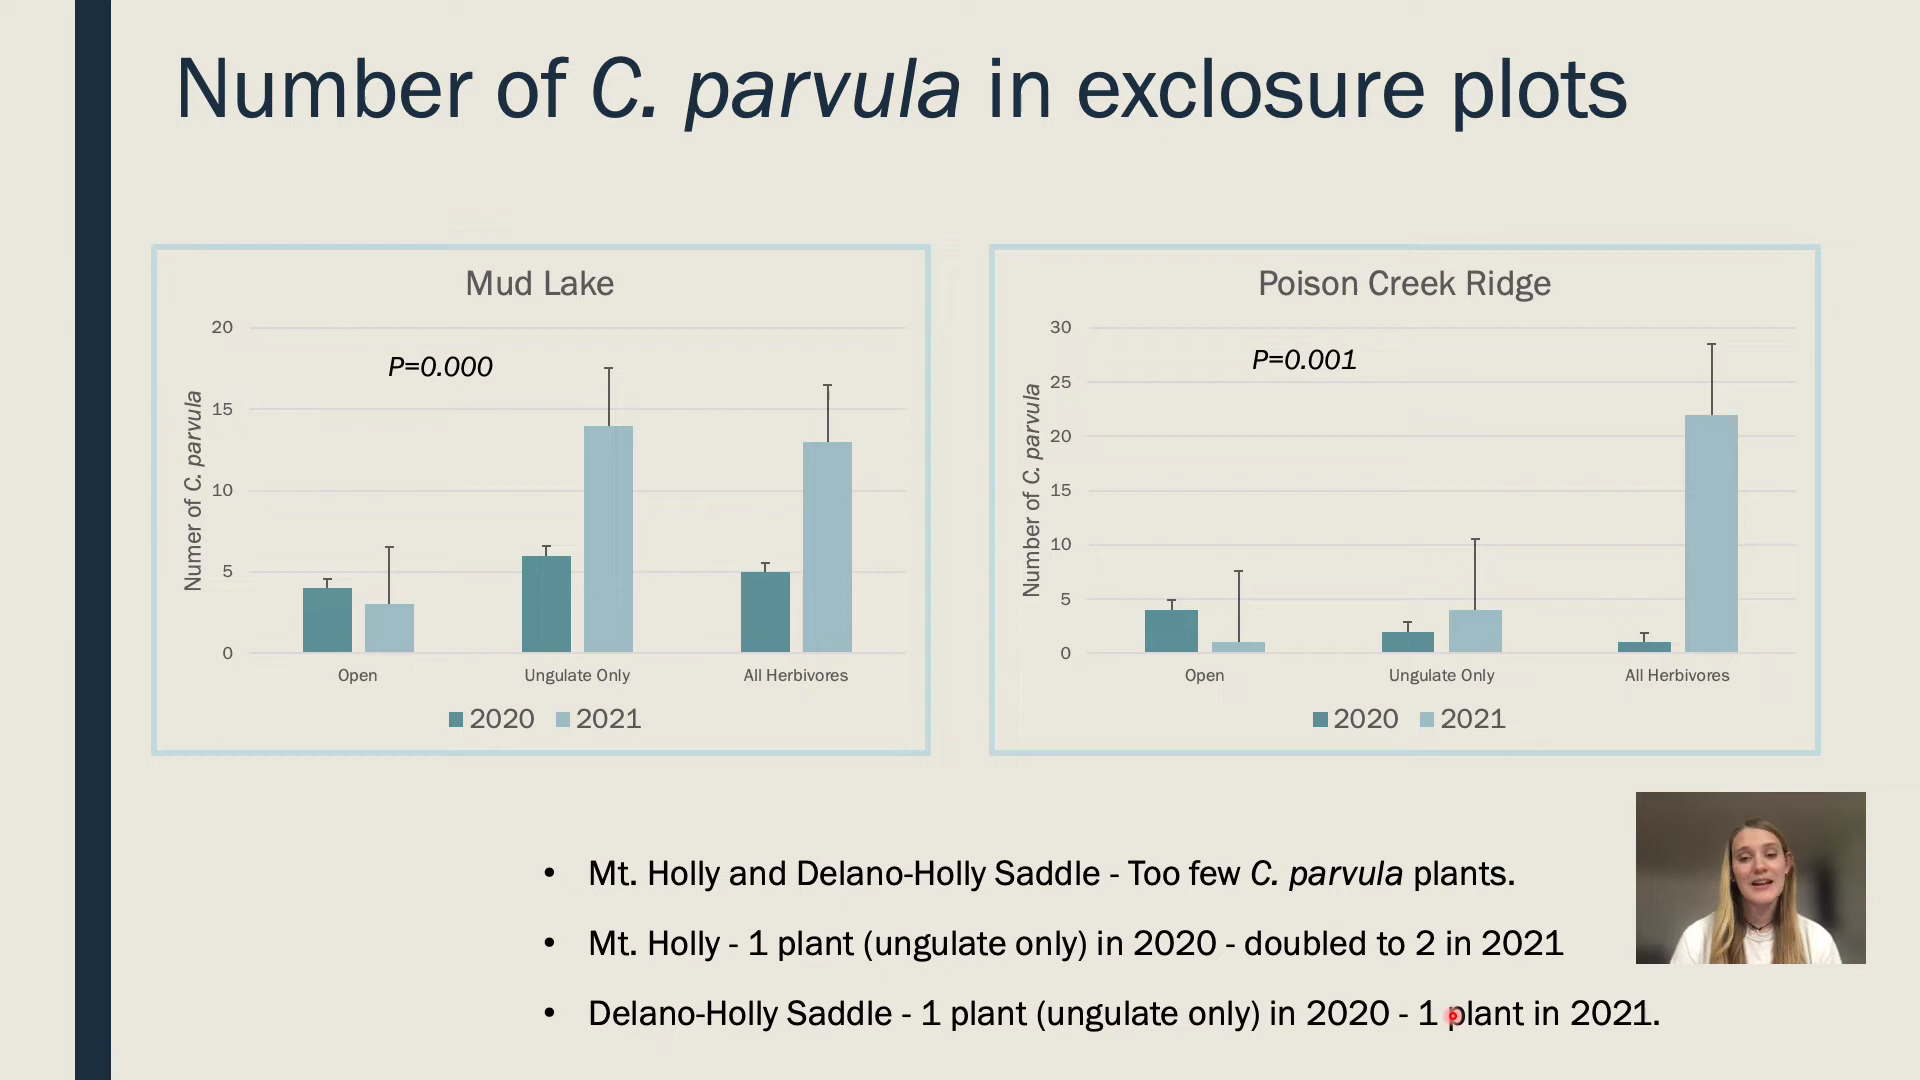 Number of C. parvula in exclosure plots
Mud Lake
20
15
10
5
0
P=0.000
Numer of C. parvula
Open
Ungulate Only
All Herbivores
2020
2021
Poison Creek Ridge
30
25
20
15
10
5
0
P=0.001
Number of C. parvula
Open
Ungulate Only
All Herbivores
2020
2021
• Mt. Holly and Delano-Holly Saddle - Too few C. parvula plants.
• Mt. Holly - 1 plant (ungulate only) in 2020 - doubled to 2 in 2021
• Delano-Holly Saddle - 1 plant (ungulate only) in 2020 - 1 plant in 2021.